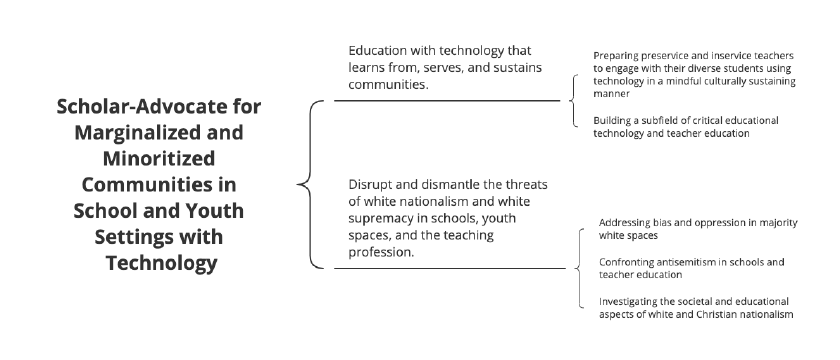 Scholar-Advocate for
Marginalized and
Minoritized
Communities in
School and Youth
Settings with
Technology
Education with technology that
learns from, serves, and sustains
communities.
Preparing preservice and inservice teachers
to engage with their diverse students using
technology in a mindful culturally sustaining
manner
Building a subfield of critical educational
technology and teacher education
Disrupt and dismantle the threats
of white nationalism and white
supremacy in schools, youth
spaces, and the teaching
profession.
Addressing bias and oppression in majority
white spaces
Confronting antisemitism in schools and
teacher education
Investigating the societal and educational
aspects of white and Christian nationalism